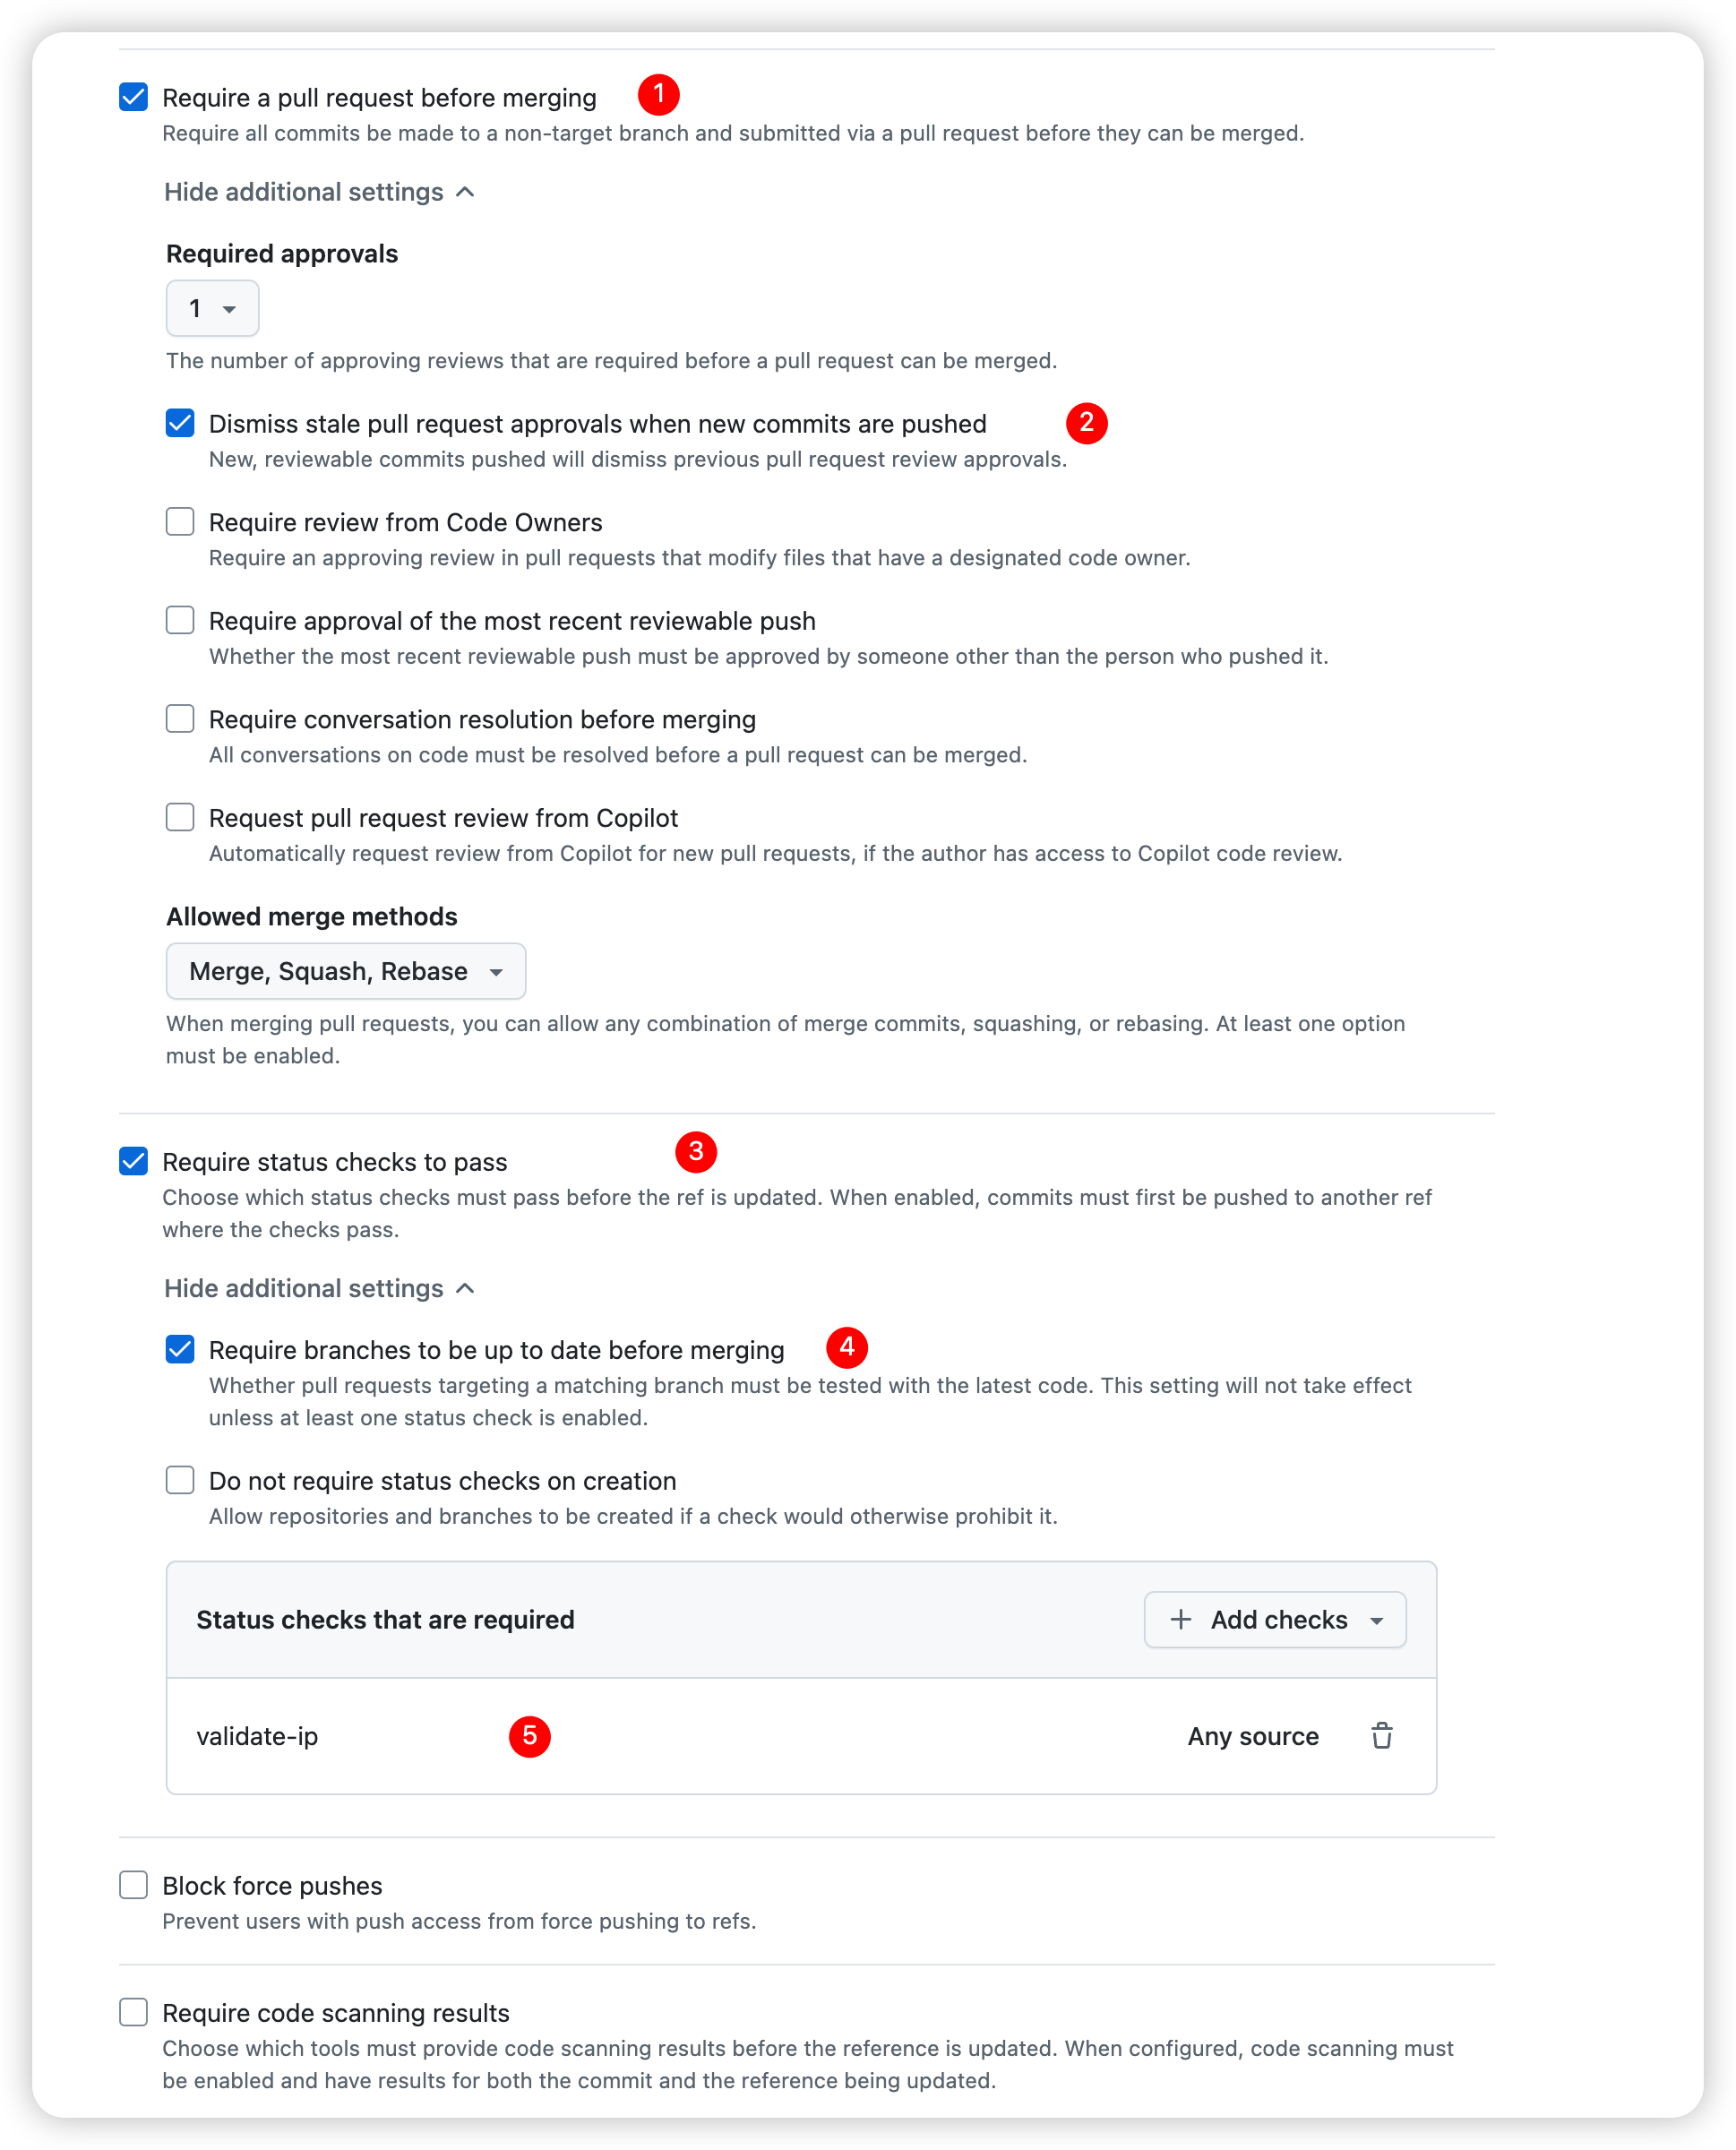 Require a pull request before merging 1
Require all commits be made to a non-target branch and submitted via a pull request before they can be merged.
Hide additional settings
Required approvals
1
The number of approving reviews that are required before a pull request can be merged.
Dismiss stale pull request approvals when new commits are pushed 2
New, reviewable commits pushed will dismiss previous pull request review approvals.
Require review from Code Owners
Require an approving review in pull requests that modify files that have a designated code owner.
Require approval of the most recent reviewable push
Whether the most recent reviewable push must be approved by someone other than the person who pushed it.
Require conversation resolution before merging
All conversations on code must be resolved before a pull request can be merged.
Request pull request review from Copilot
Automatically request review from Copilot for new pull requests, if the author has access to Copilot code review.
Allowed merge methods
Merge, Squash, Rebase
When merging pull requests, you can allow any combination of merge commits, squashing, or rebasing. At least one option
must be enabled.
Require status checks to pass 3
Choose which status checks must pass before the ref is updated. When enabled, commits must first be pushed to another ref
where the checks pass.
Hide additional settings
Require branches to be up to date before merging 4
Whether pull requests targeting a matching branch must be tested with the latest code. This setting will not take effect
unless at least one status check is enabled.
Do not require status checks on creation
Allow repositories and branches to be created if a check would otherwise prohibit it.
Status checks that are required + Add checks
validate-ip 5 Any source
Block force pushes
Prevent users with push access from force pushing to refs.
Require code scanning results
Choose which tools must provide code scanning results before the reference is updated. When configured, code scanning must
be enabled and have results for both the commit and the reference being updated.